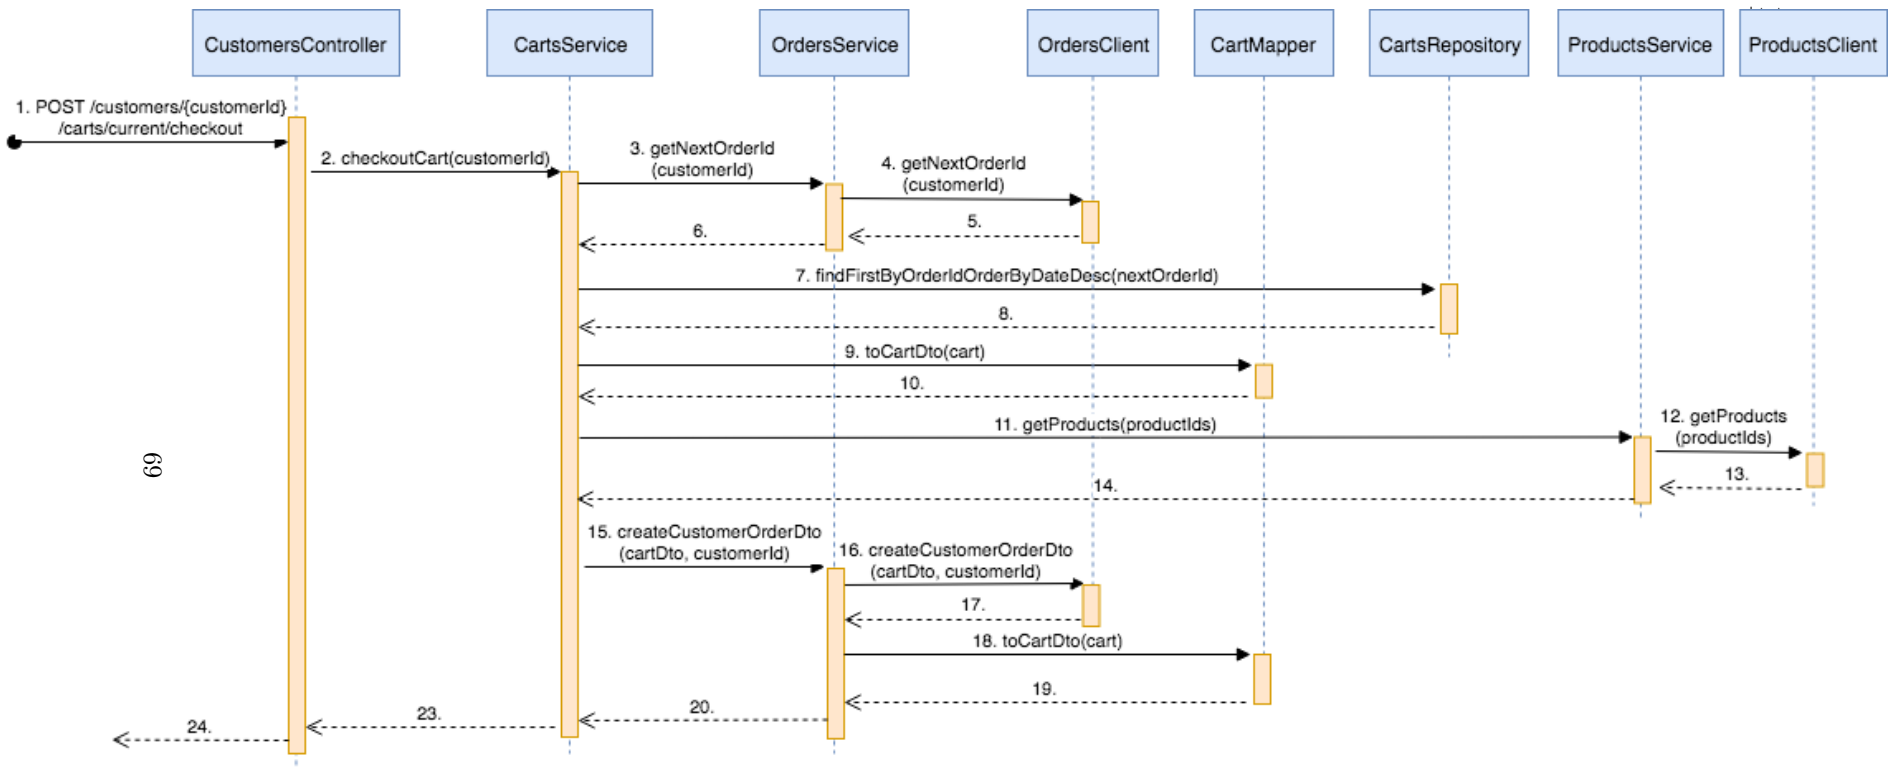 CustomersController
CartsService
OrdersService
OrdersClient
CartMapper
CartsRepository
ProductsService
ProductsClient
1. POST /customers/{customerId}
/carts/current/checkout
2. checkoutCart(customerId)
3. getNextOrderId
(customerId)
4. getNextOrderId
(customerId)
5.
6.
7. findFirstByOrderIdOrderByDateDesc(nextOrderId)
8.
9. toCartDto(cart)
10.
11. getProducts(productIds)
12. getProducts
(productIds)
13.
14.
15. createCustomerOrderDto
(cartDto, customerId)
16. createCustomerOrderDto
(cartDto, customerId)
17.
18. toCartDto(cart)
19.
20.
23.
24.
69